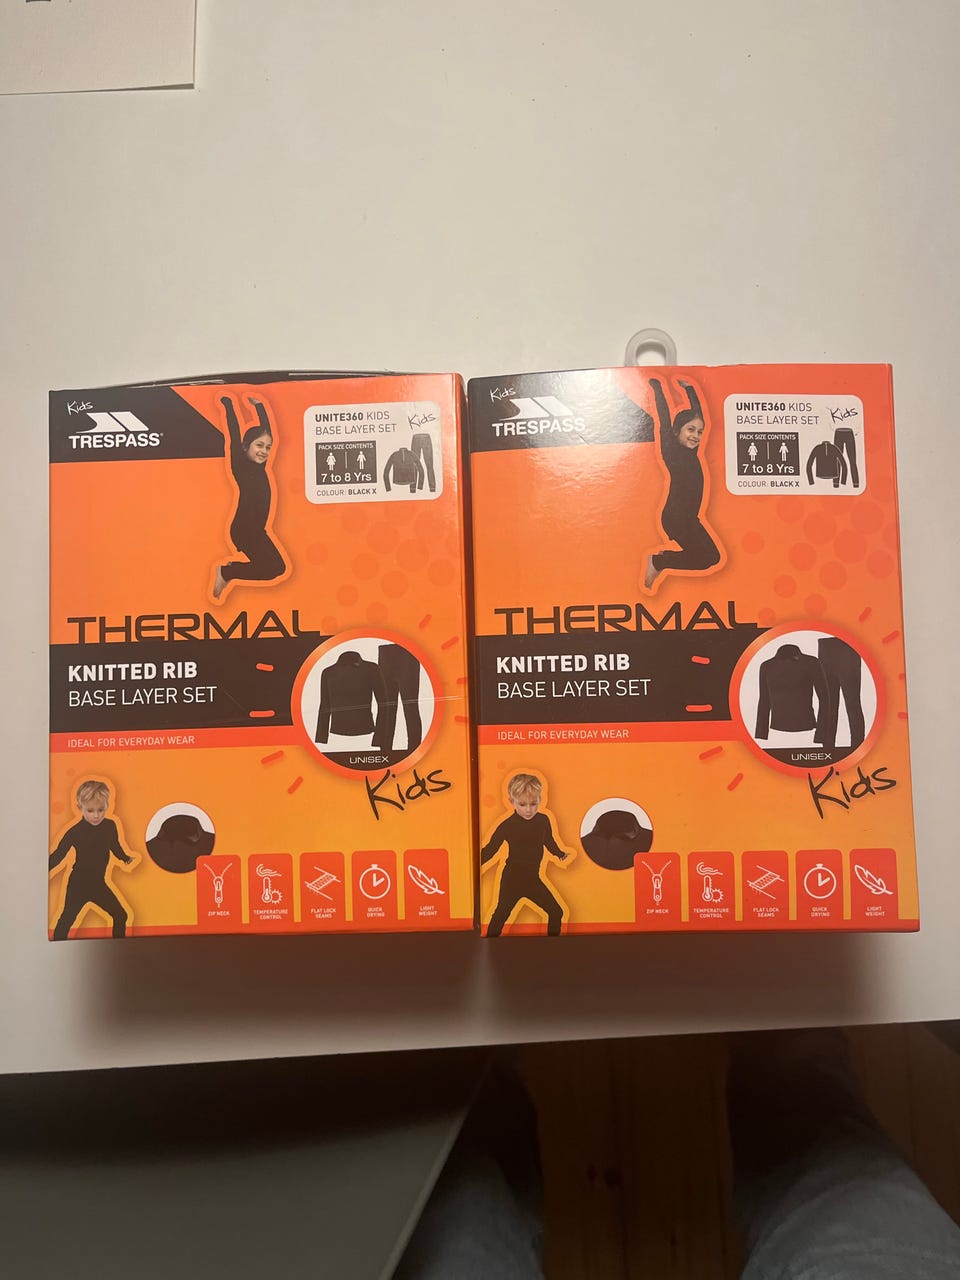 Kids
TRESPASS®
UNITE360 KIDS
BASE LAYER SET
Kids
PACK SIZE CONTENTS
7 to 8 Yrs
COLOUR: BLACK X
THERMAL
KNITTED RIB
BASE LAYER SET
IDEAL FOR EVERYDAY WEAR
UNISEX
Kids
ZIP NECK
TEMPERATURE
CONTROL
FLAT LOCK
SEAMS
QUICK
DRYING
LIGHT
WEIGHT
Kids
TRESPASS
UNITE360 KIDS
BASE LAYER SET
Kids
PACK SIZE CONTENTS
7 to 8 Yrs
COLOUR: BLACK X
THERMAL
KNITTED RIB
BASE LAYER SET
IDEAL FOR EVERYDAY WEAR
UNISEX
Kids
ZIP NECK
TEMPERATURE
CONTROL
FLAT LOCK
SEAMS
QUICK
DRYING
LIGHT
WEIGHT